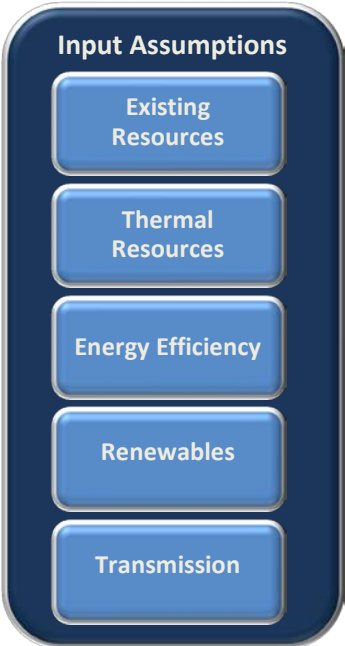 Input Assumptions
Existing
Resources
Thermal
Resources
Energy Efficiency
Renewables
Transmission